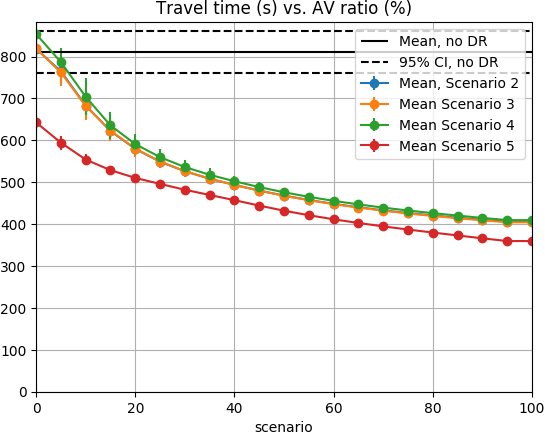 Travel time (s) vs. AV ratio (%)
800
700
600
500
400
300
200
100
0
0 20 40 60 80 100
scenario
Mean, no DR
95% CI, no DR
Mean, Scenario 2
Mean Scenario 3
Mean Scenario 4
Mean Scenario 5